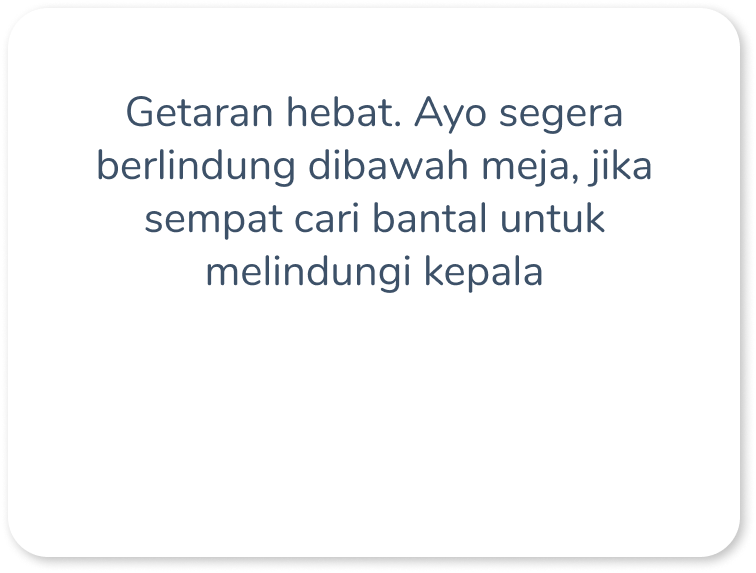 Getaran hebat. Ayo segera
berlindung dibawah meja, jika
sempat cari bantal untuk
melindungi kepala